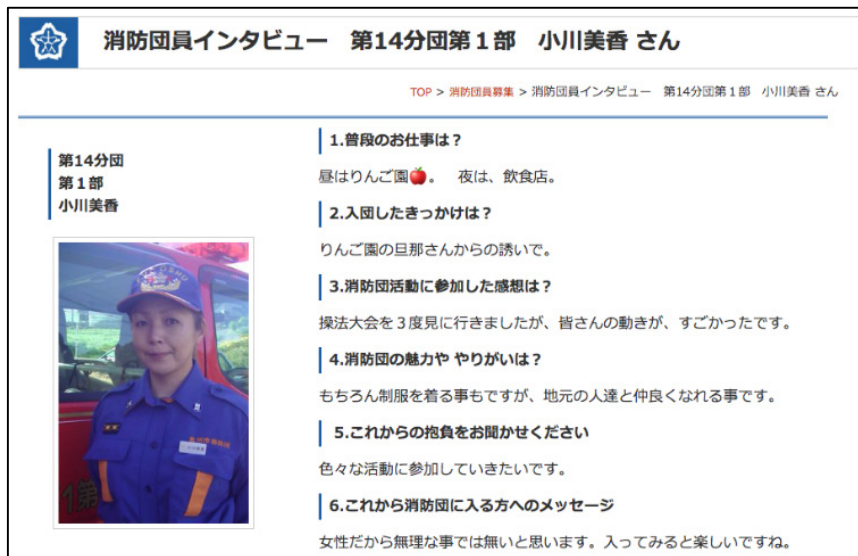 消防団員インタビュー　第14分団第１部　小川美香 さん
TOP > 消防団員募集 > 消防団員インタビュー　第14分団第１部　小川美香 さん
第14分団
第１部
小川美香
1.普段のお仕事は？
昼はりんご園🍎。　夜は、飲食店。
2.入団したきっかけは？
りんご園の旦那さんからの誘いで。
3.消防団活動に参加した感想は？
操法大会を３度見に行きましたが、皆さんの動きが、すごかったです。
4.消防団の魅力や やりがいは？
もちろん制服を着る事もですが、地元の人達と仲良くなれる事です。
5.これからの抱負をお聞かせください
色々な活動に参加していきたいです。
6.これから消防団に入る方へのメッセージ
女性だから無理な事では無いと思います。入ってみると楽しいですね。